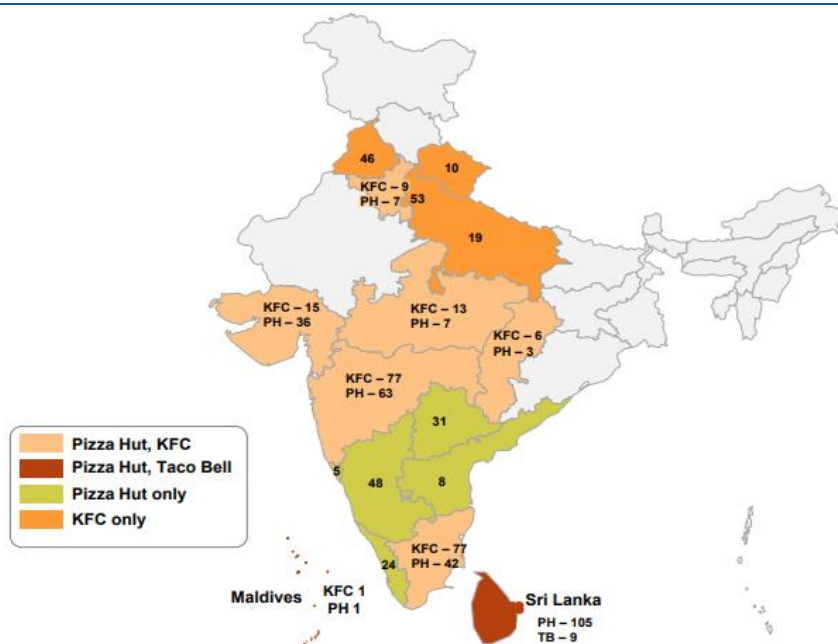 46
10
KFC – 9
PH – 7
53
19
KFC – 15
PH – 36
KFC – 13
PH – 7
KFC – 6
PH – 3
KFC – 77
PH – 63
31
5
48
8
Pizza Hut, KFC
Pizza Hut, Taco Bell
Pizza Hut only
KFC only
24
KFC – 77
PH – 42
Maldives
KFC 1
PH 1
Sri Lanka
PH – 105
TB – 9